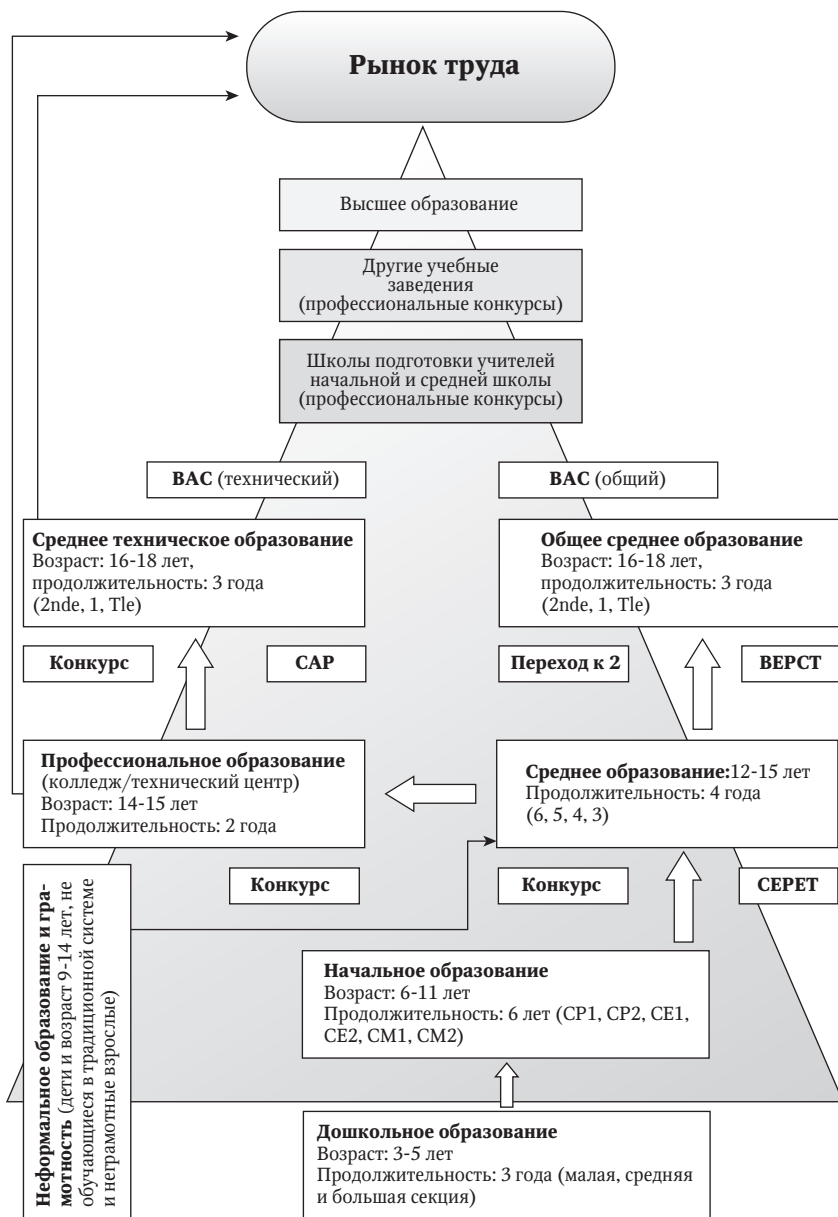 Рынок труда
Высшее образование
Другие учебные
заведения
(профессиональные конкурсы)
Школы подготовки учителей
начальной и средней школы
(профессиональные конкурсы)
BAC (технический)
BAC (общий)
Среднее техническое образование
Возраст: 16-18 лет,
продолжительность: 3 года
(2nde, 1, Tle)
Общее среднее образование
Возраст: 16-18 лет,
продолжительность: 3 года
(2nde, 1, Tle)
Конкурс
CAP
Переход к 2
BEPCT
Профессиональное образование
(колледж/технический центр)
Возраст: 14-15 лет
Продолжительность: 2 года
Среднее образование:12-15 лет
Продолжительность: 4 года
(6, 5, 4, 3)
Конкурс
Конкурс
CEPET
Неформальное образование и гра-
мотность (дети и возраст 9-14 лет, не
обучающиеся в традиционной системе
и неграмотные взрослые)
Начальное образование
Возраст: 6-11 лет
Продолжительность: 6 лет (CP1, CP2, CE1,
CE2, CM1, CM2)
Дошкольное образование
Возраст: 3-5 лет
Продолжительность: 3 года (малая, средняя
и большая секция)